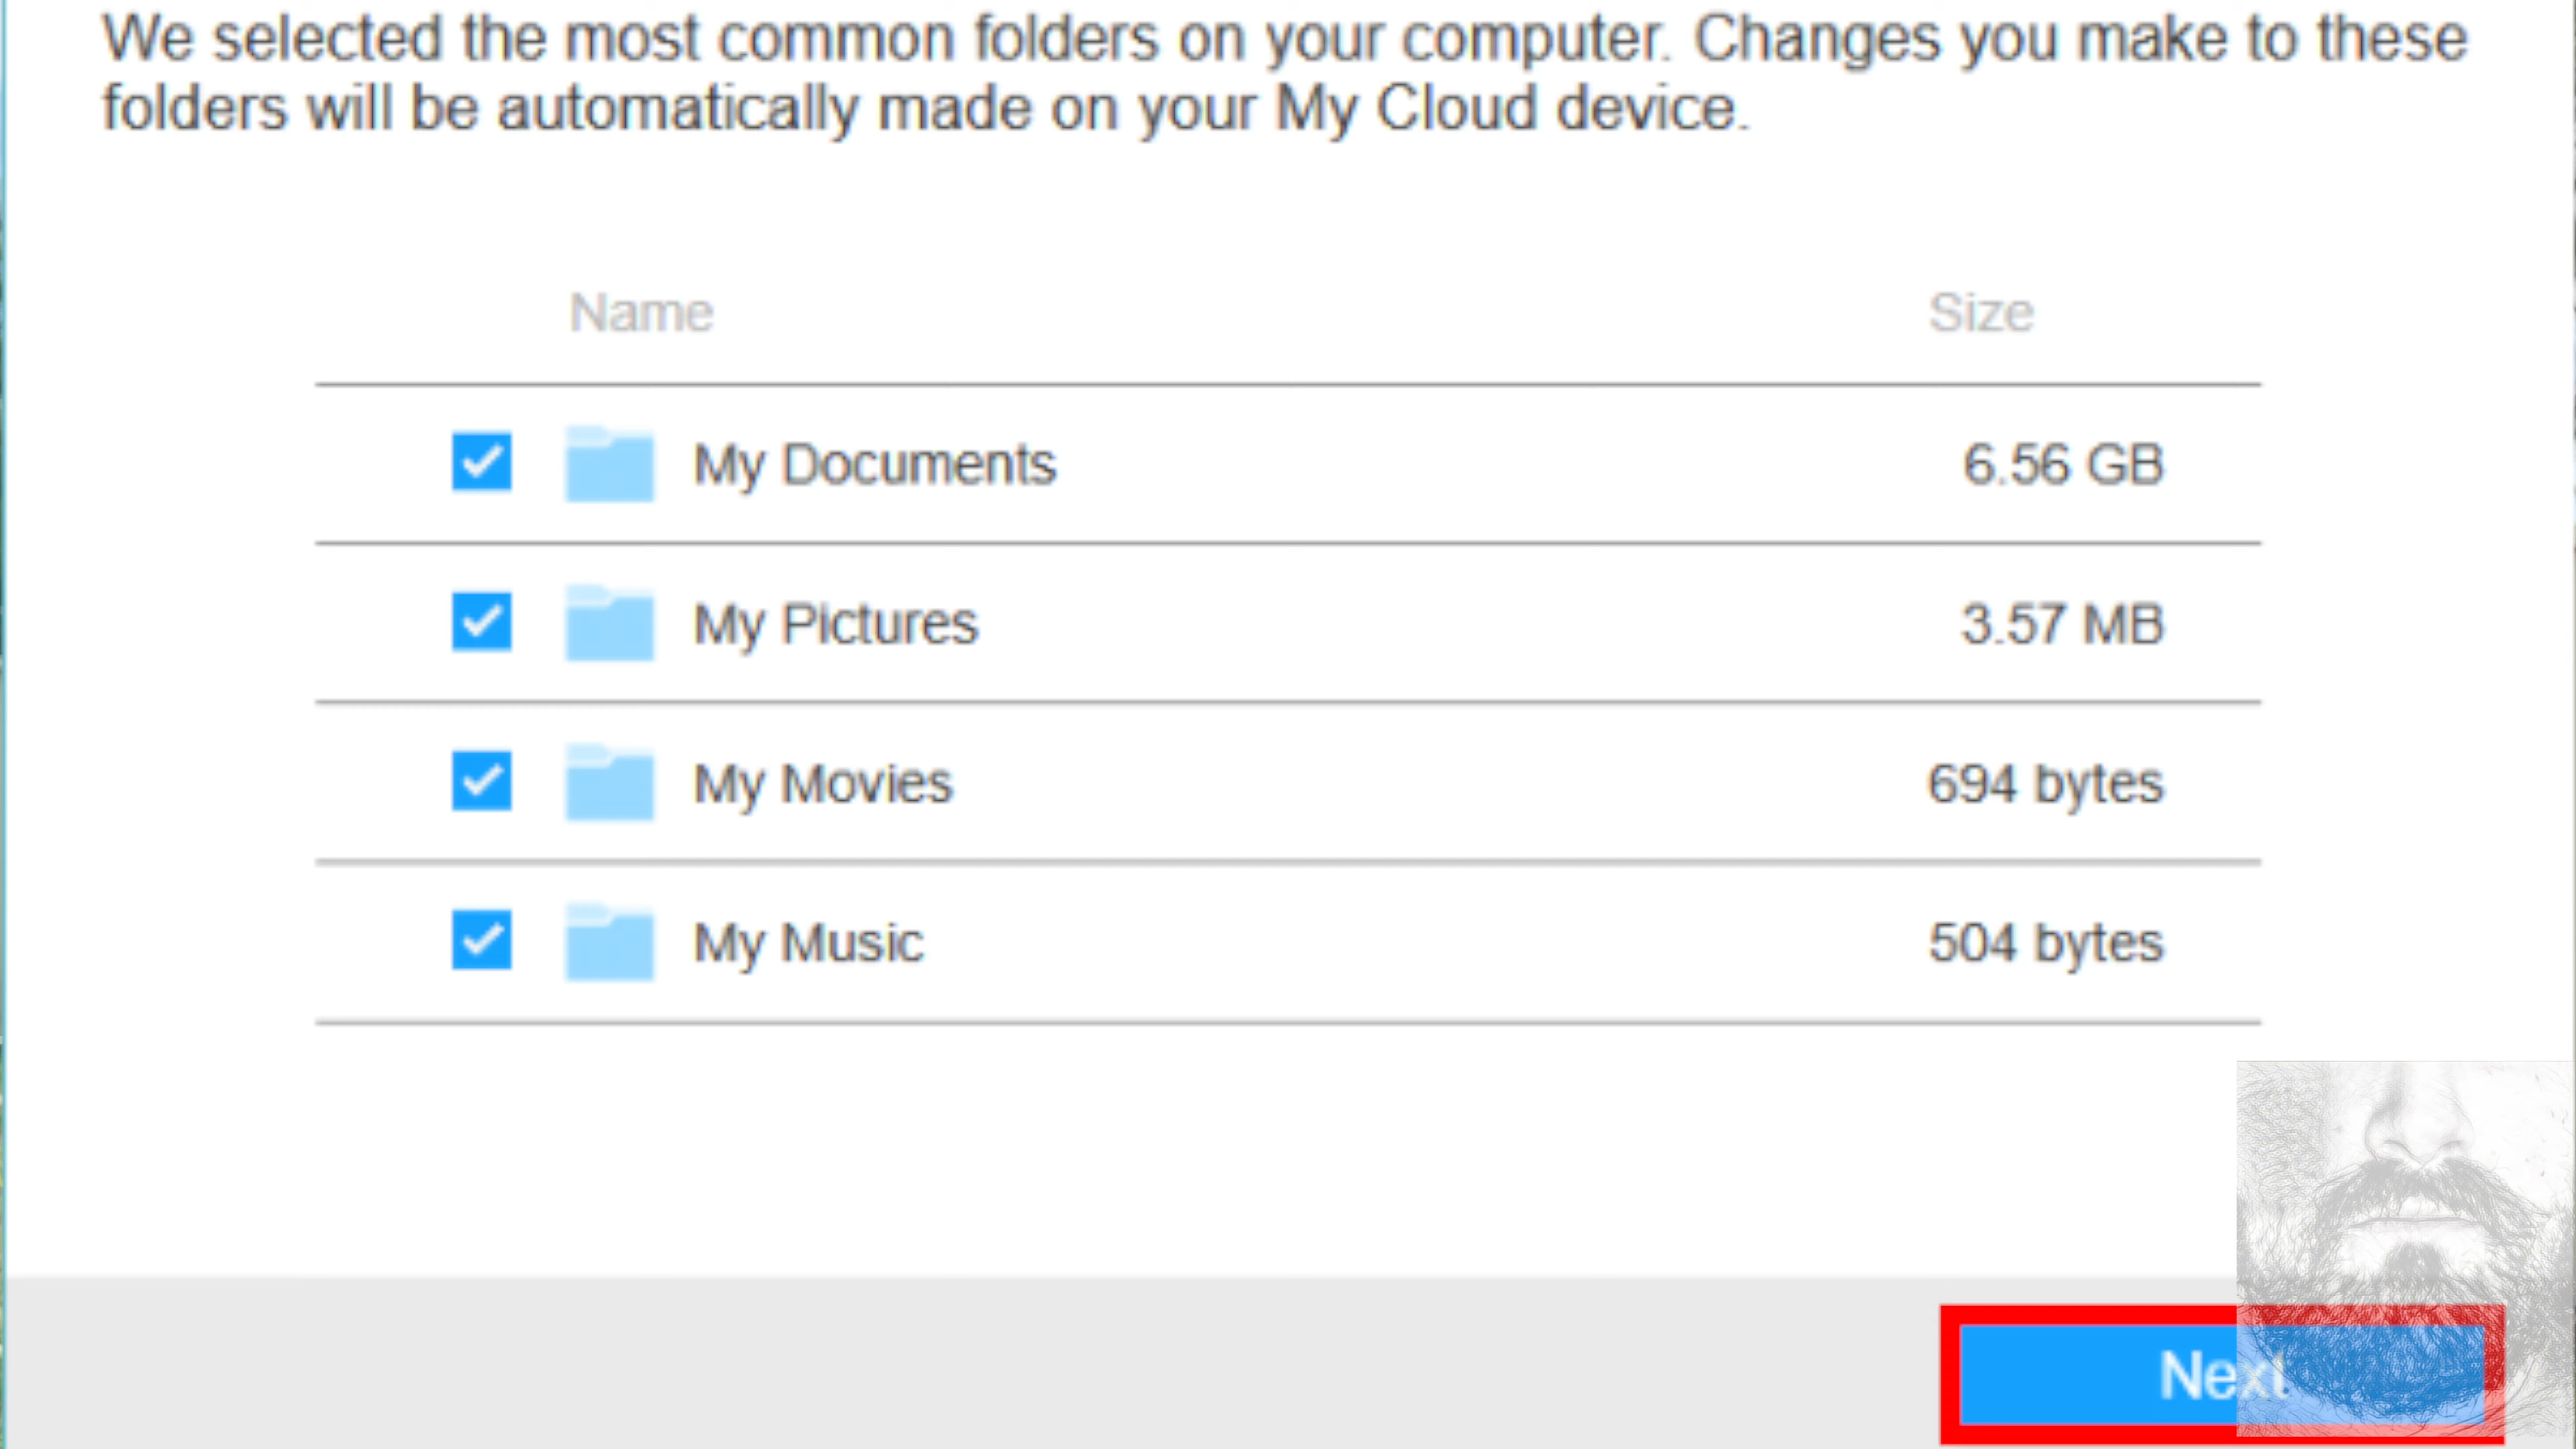 We selected the most common folders on your computer. Changes you make to these
folders will be automatically made on your My Cloud device.
Name Size
My Documents 6.56 GB
My Pictures 3.57 MB
My Movies 694 bytes
My Music 504 bytes
Next